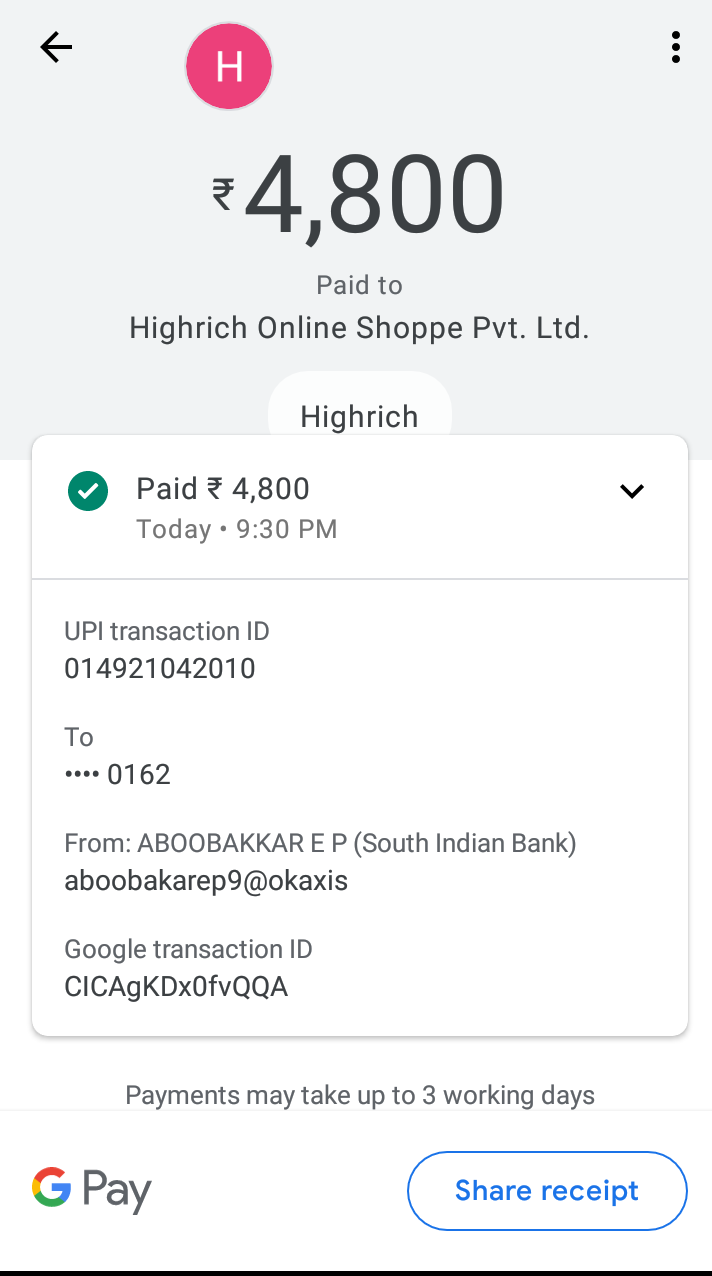 H
₹4,800
Paid to
Highrich Online Shoppe Pvt. Ltd.
Highrich
Paid ₹ 4,800
Today • 9:30 PM
UPI transaction ID
014921042010
To
•••• 0162
From: ABOOBAKKAR E P (South Indian Bank)
aboobakarep9@okaxis
Google transaction ID
CICAgKDx0fvQQA
Payments may take up to 3 working days
G Pay
Share receipt